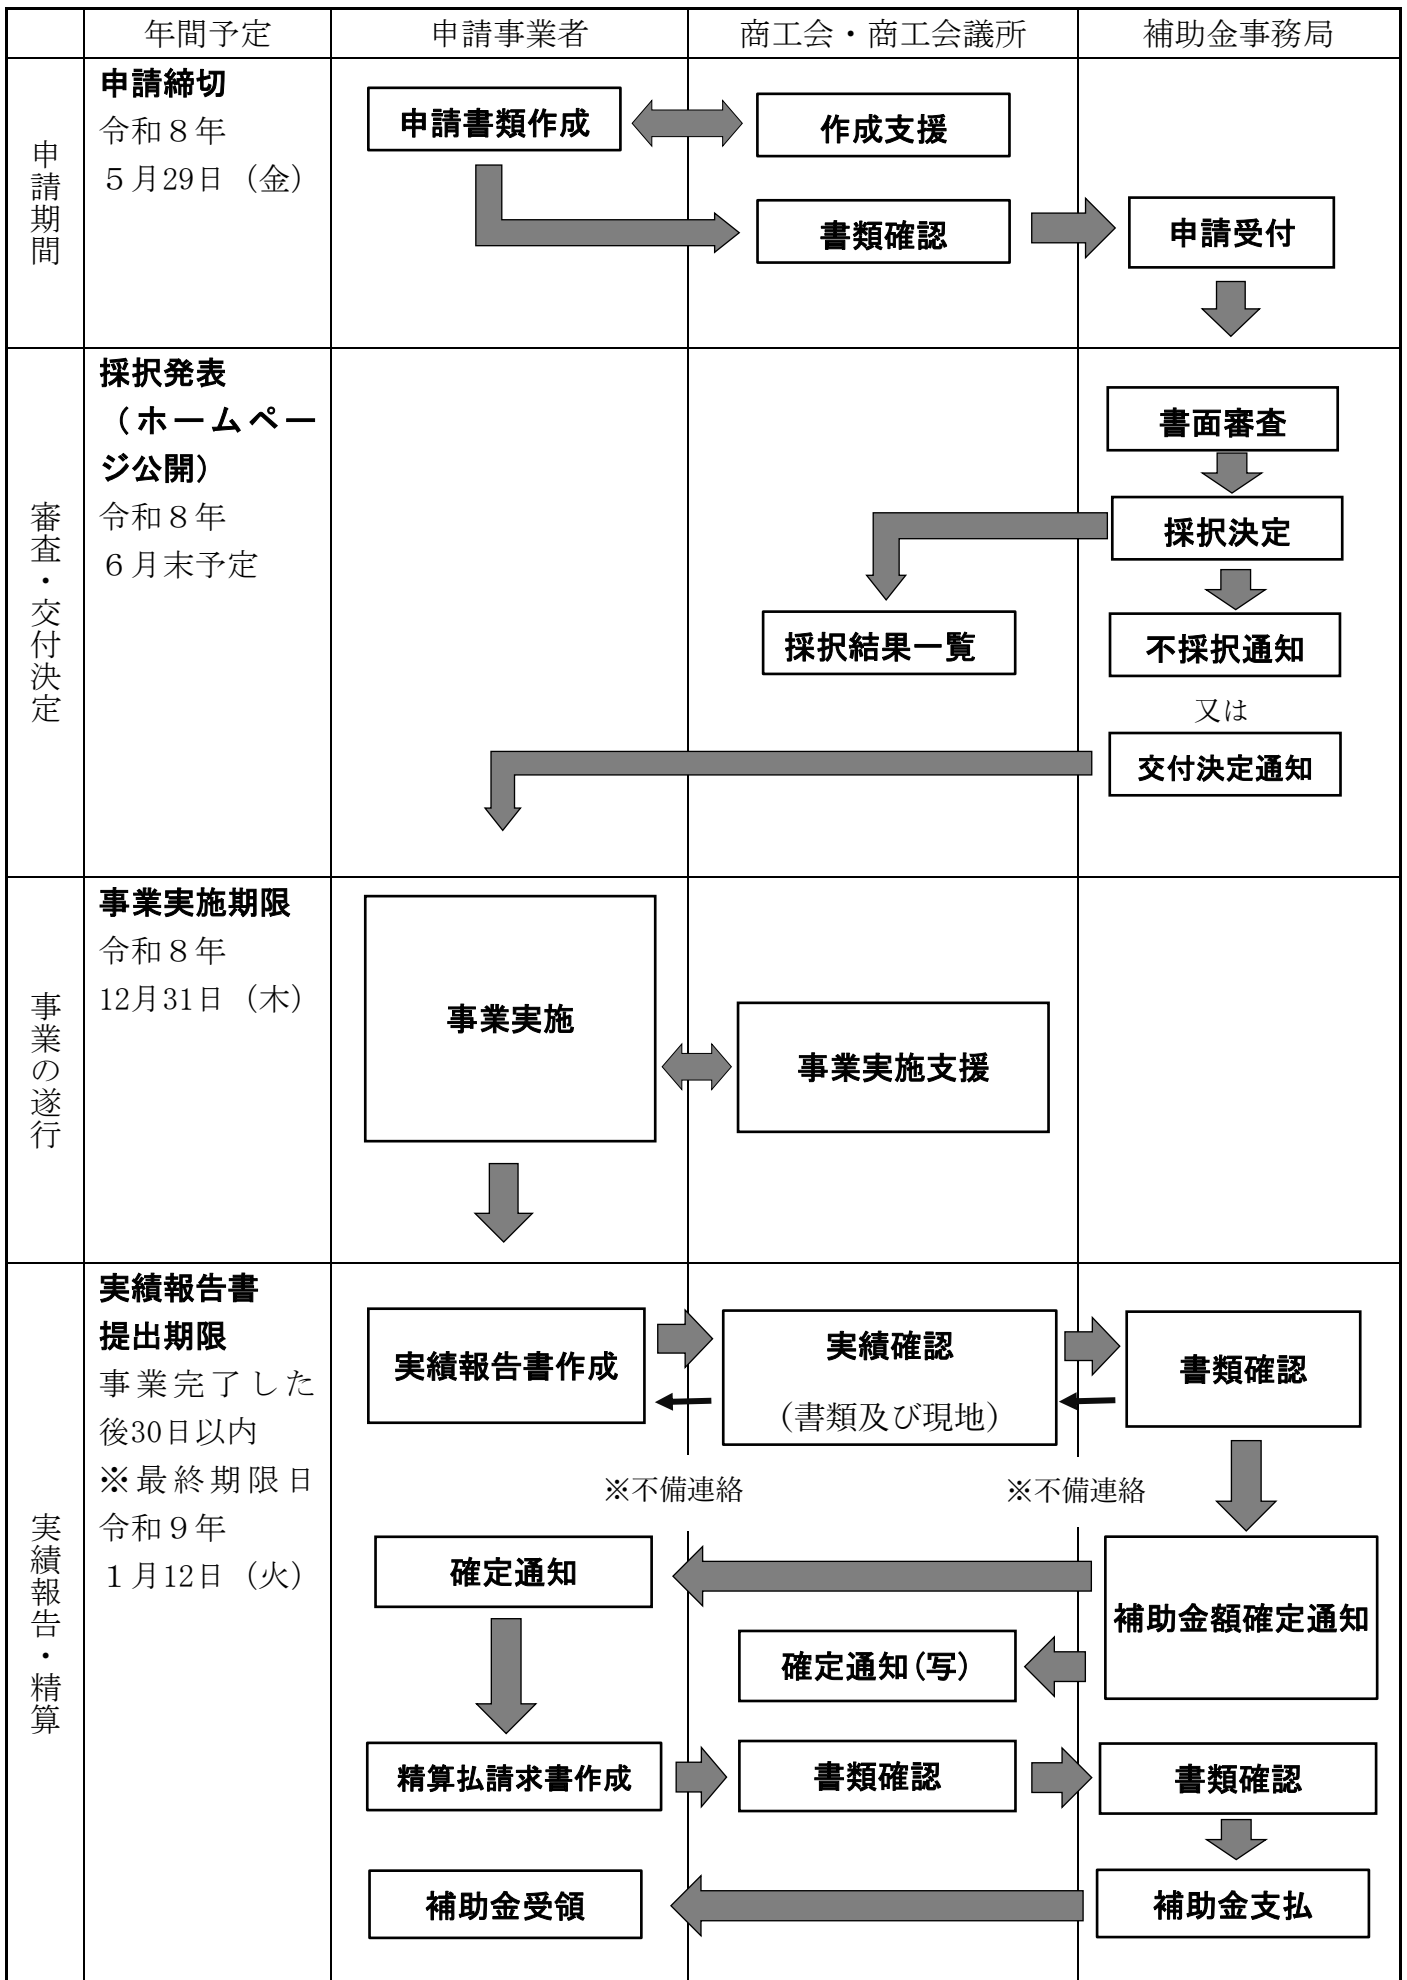 年間予定
申請事業者
商工会・商工会議所
補助金事務局
申請期間
申請締切
令和８年
５月29日（金）
申請書類作成
作成支援
書類確認
申請受付
審査・交付決定
採択発表
（ホームペー
ジ公開）
令和８年
６月末予定
書面審査
採択決定
採択結果一覧
不採択通知
又は
交付決定通知
事業の遂行
事業実施期限
令和８年
12月31日（木）
事業実施
事業実施支援
実績報告・精算
実績報告書
提出期限
事業完了した
後30日以内
※最終期限日
令和９年
１月12日（火）
実績報告書作成
実績確認
（書類及び現地）
書類確認
※不備連絡
※不備連絡
確定通知
補助金額確定通知
確定通知(写)
精算払請求書作成
書類確認
書類確認
補助金受領
補助金支払